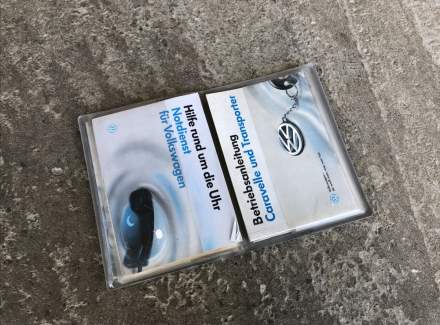 Hilfe rund um die Uhr
Notdienst
für Volkswagen
Betriebsanleitung
Caravelle und Transporter